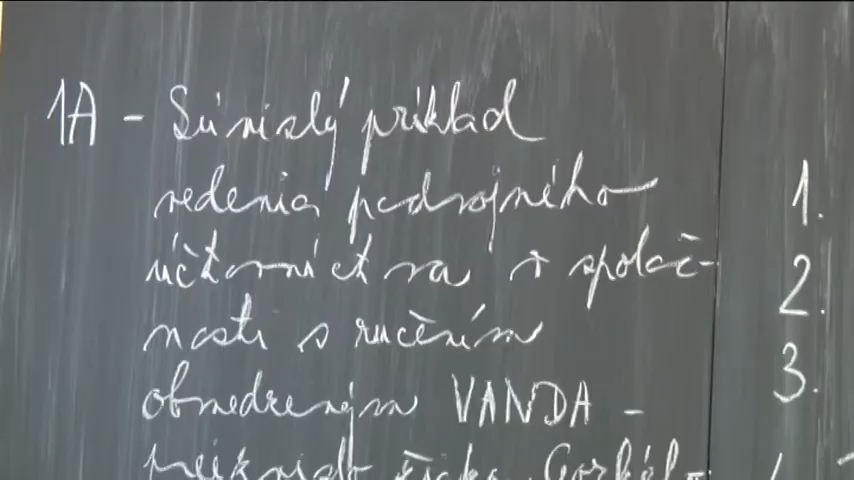 1A - Súvislý príklad
vedenia podvojného
účtovníctva v spoloč-
nosti s ručením
obmedzeným VANDA -
1.
2.
3.